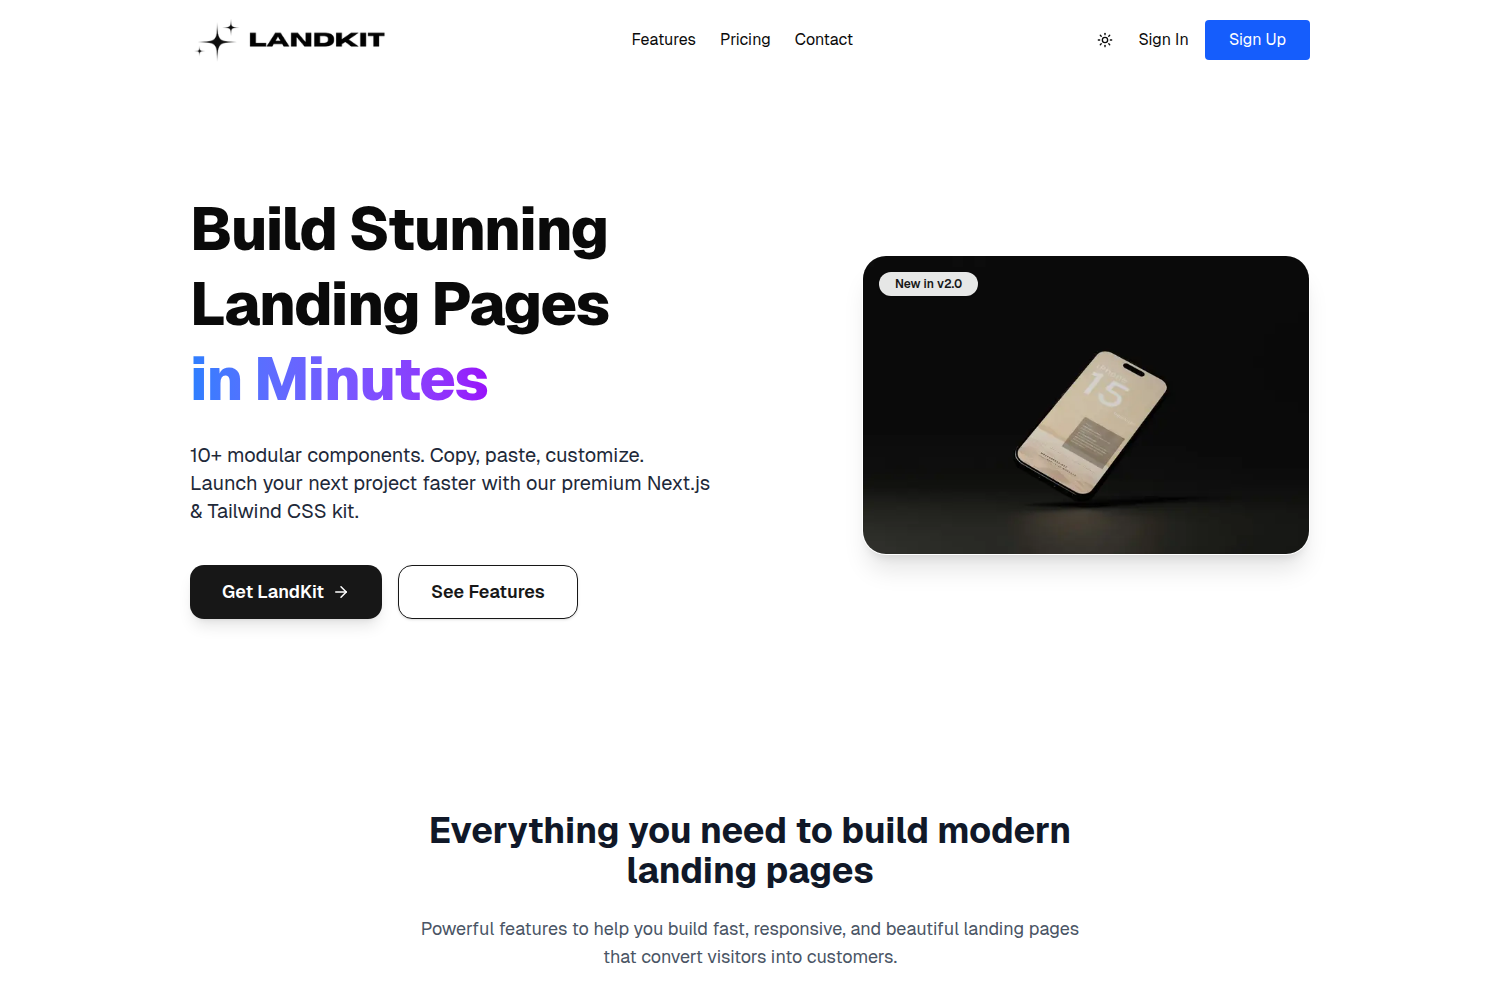 LANDKIT
Features
Pricing
Contact
Sign In
Sign Up
Build Stunning
Landing Pages
in Minutes
10+ modular components. Copy, paste, customize.
Launch your next project faster with our premium Next.js
& Tailwind CSS kit.
Get LandKit
See Features
New in v2.0
15
Everything you need to build modern
landing pages
Powerful features to help you build fast, responsive, and beautiful landing pages
that convert visitors into customers.